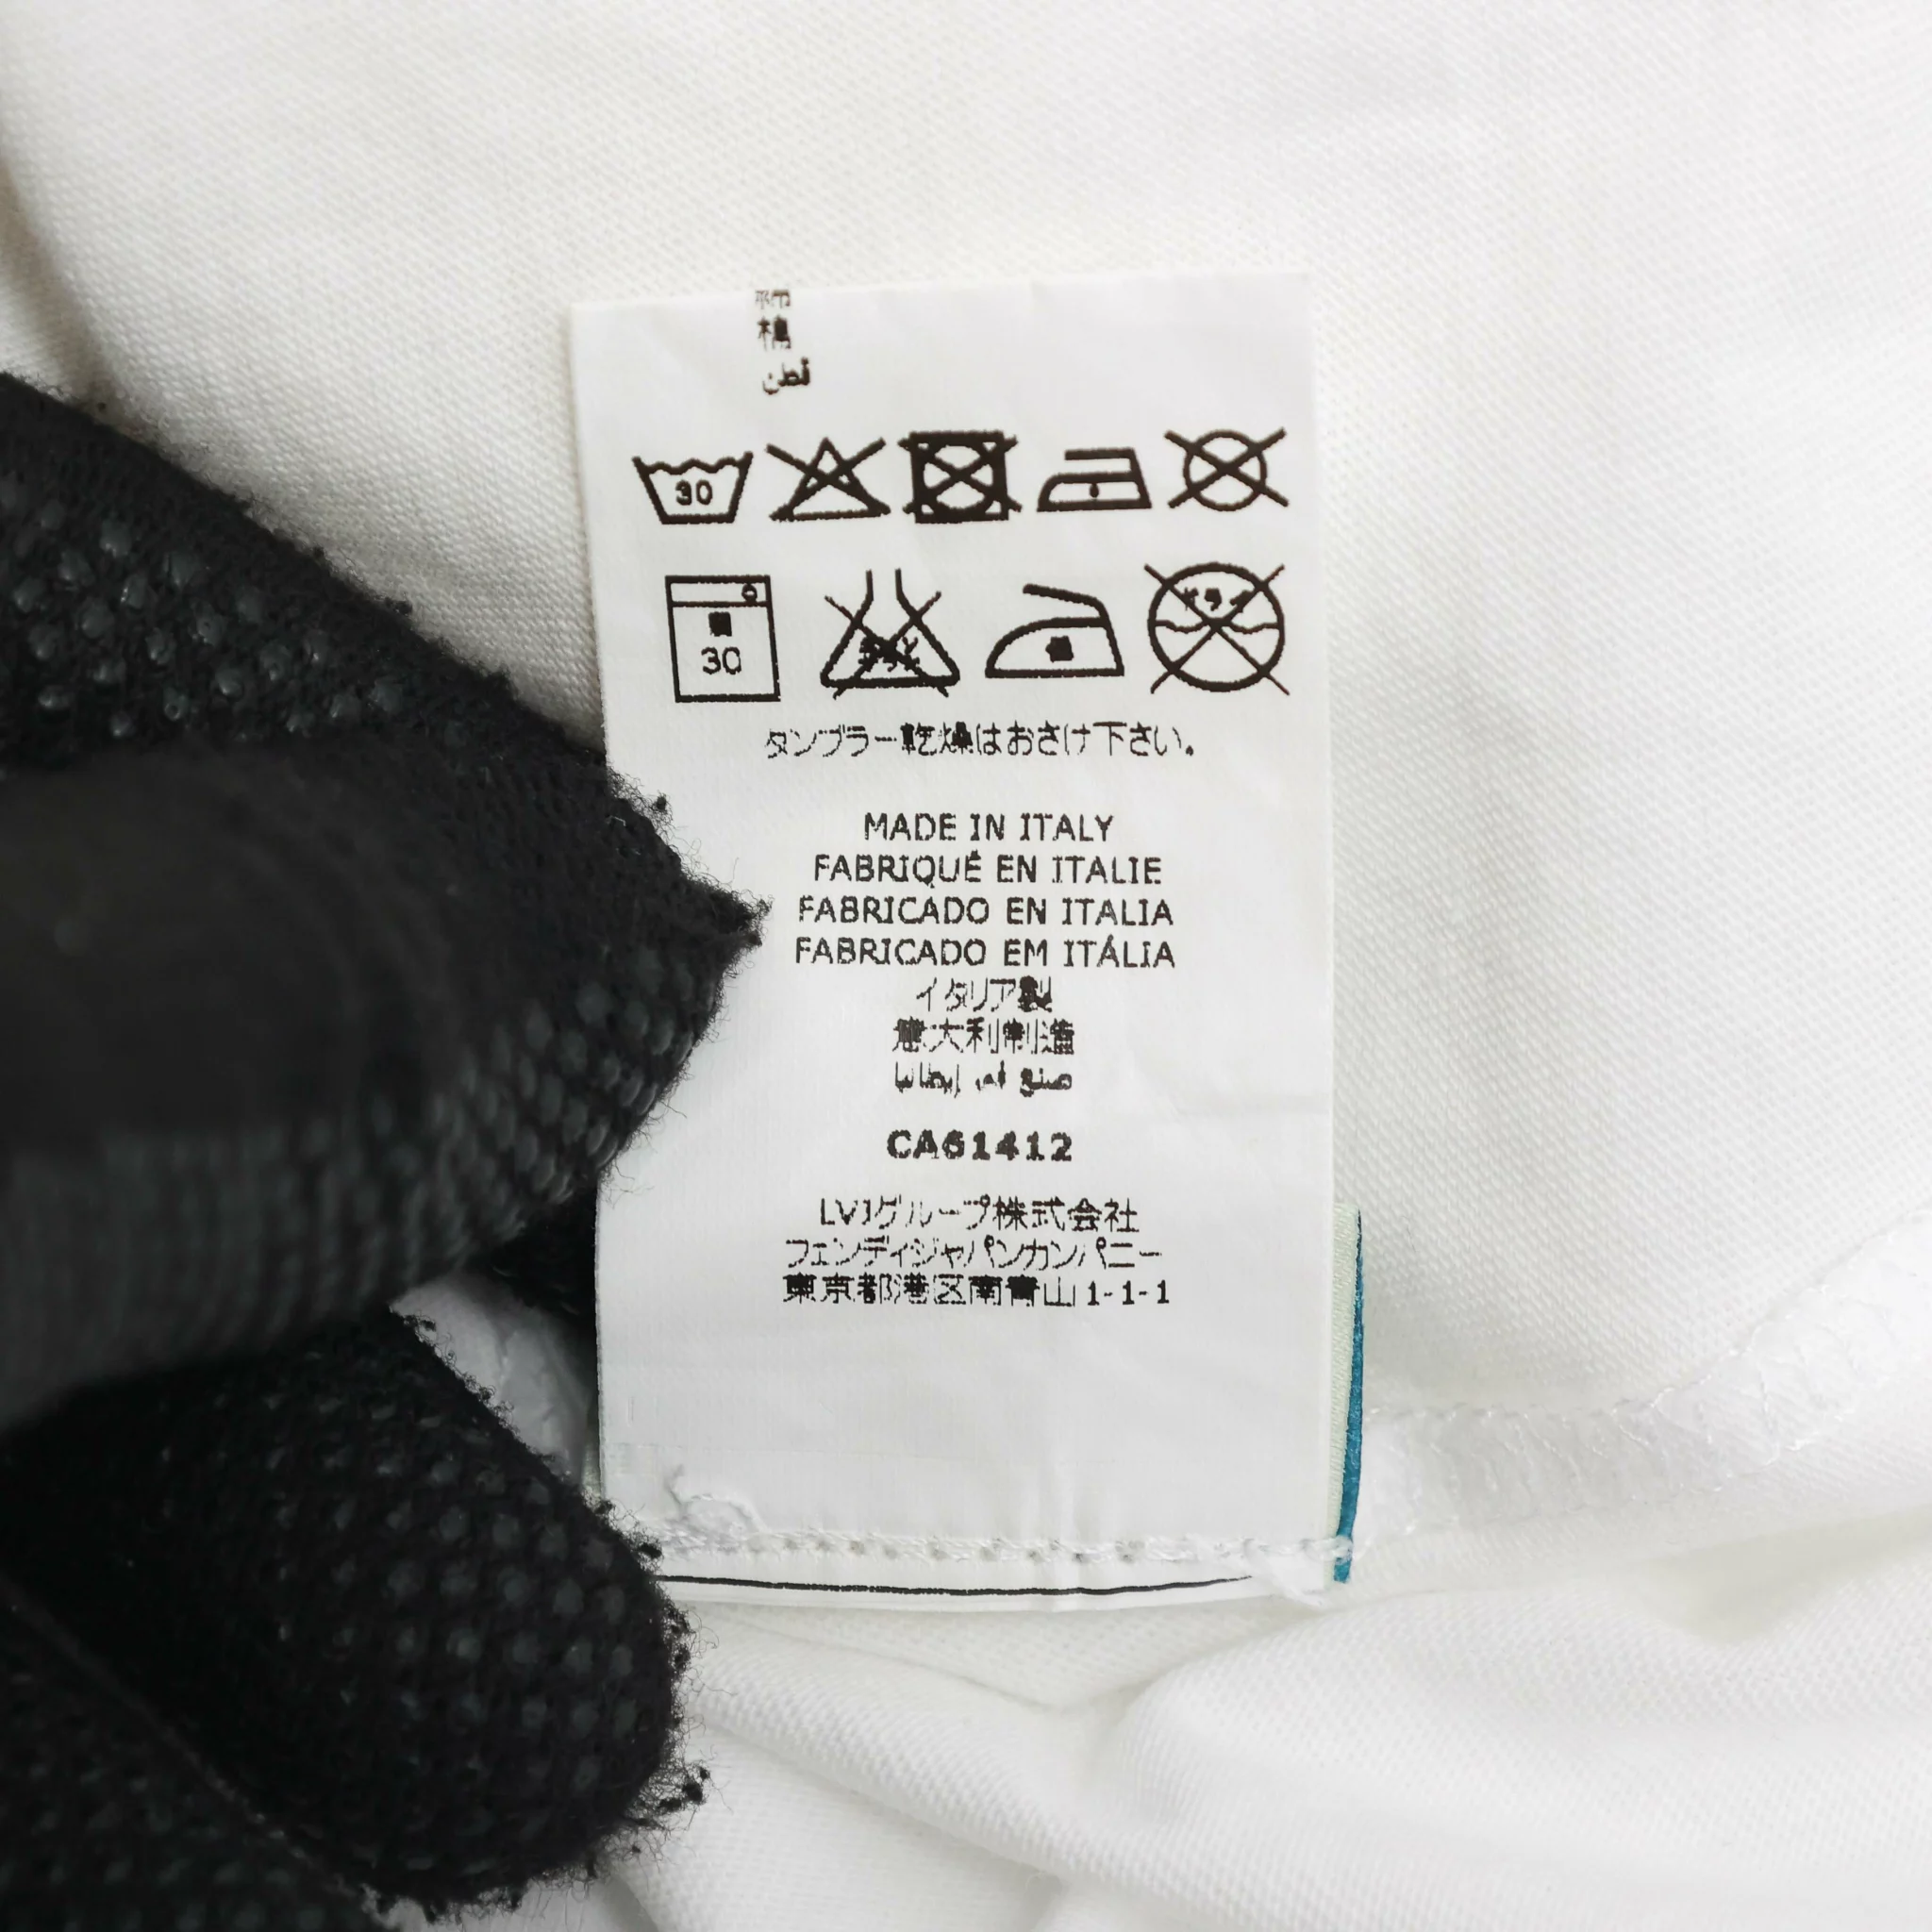 綿
棉
قطن
30
30
ドライ
タンブラー乾燥はおさけ下さい。
MADE IN ITALY
FABRIQUÉ EN ITALIE
FABRICADO EN ITALIA
FABRICADO EM ITÁLIA
イタリア製
意大利制造
صنع في إيطاليا
CA61412
LVJグループ株式会社
フェンディジャパンカンパニー
東京都港区南青山1-1-1